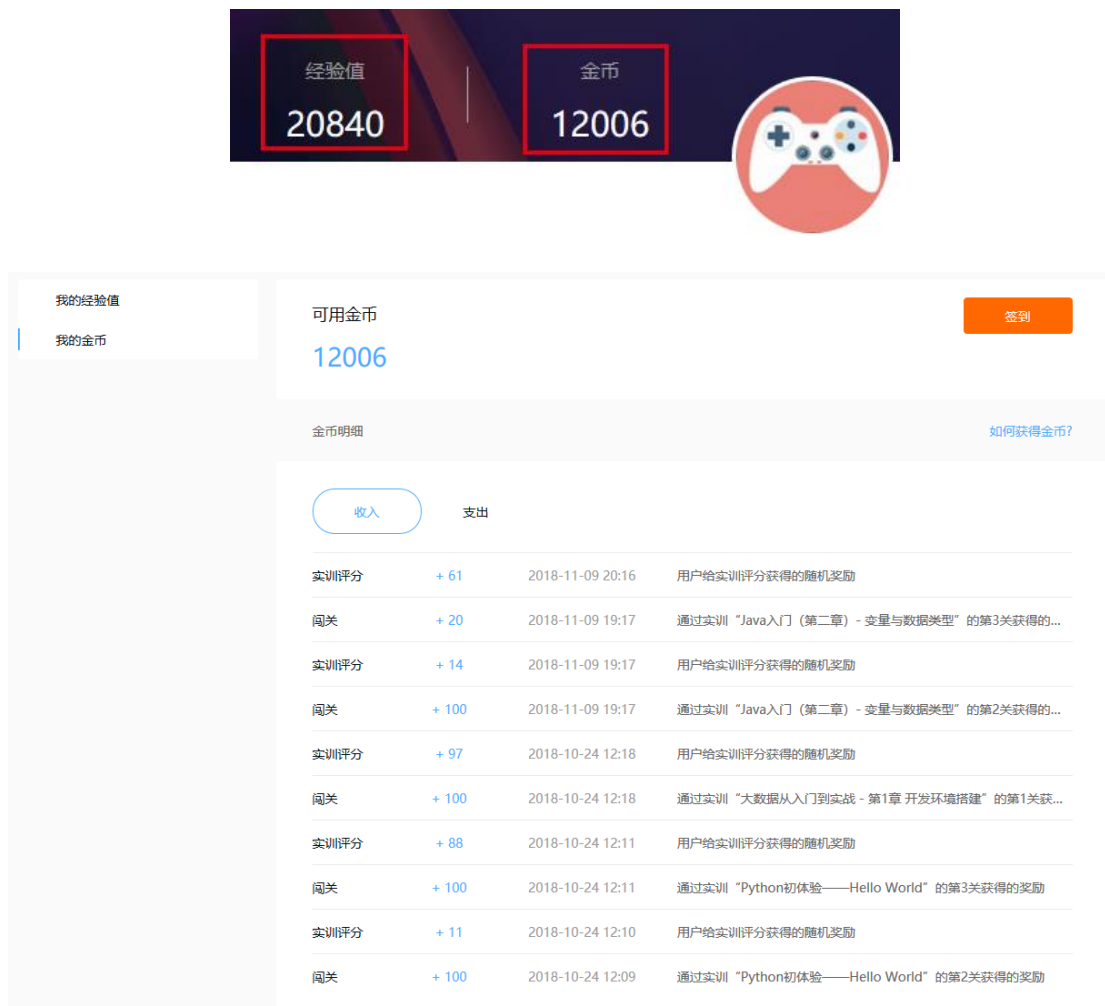 经验值 金币
20840 12006
我的经验值
我的金币
可用金币 签到
12006
金币明细 如何获得金币?
收入 支出
实训评分 + 61 2018-11-09 20:16 用户给实训评分获得的随机奖励
闯关 + 20 2018-11-09 19:17 通过实训“Java入门（第二章）- 变量与数据类型”的第3关获得的...
实训评分 + 14 2018-11-09 19:17 用户给实训评分获得的随机奖励
闯关 + 100 2018-11-09 19:17 通过实训“Java入门（第二章）- 变量与数据类型”的第2关获得的...
实训评分 + 97 2018-10-24 12:18 用户给实训评分获得的随机奖励
闯关 + 100 2018-10-24 12:18 通过实训“大数据从入门到实战 - 第1章 开发环境搭建”的第1关获...
实训评分 + 88 2018-10-24 12:11 用户给实训评分获得的随机奖励
闯关 + 100 2018-10-24 12:11 通过实训“Python初体验——Hello World”的第3关获得的奖励
实训评分 + 11 2018-10-24 12:10 用户给实训评分获得的随机奖励
闯关 + 100 2018-10-24 12:09 通过实训“Python初体验——Hello World”的第2关获得的奖励